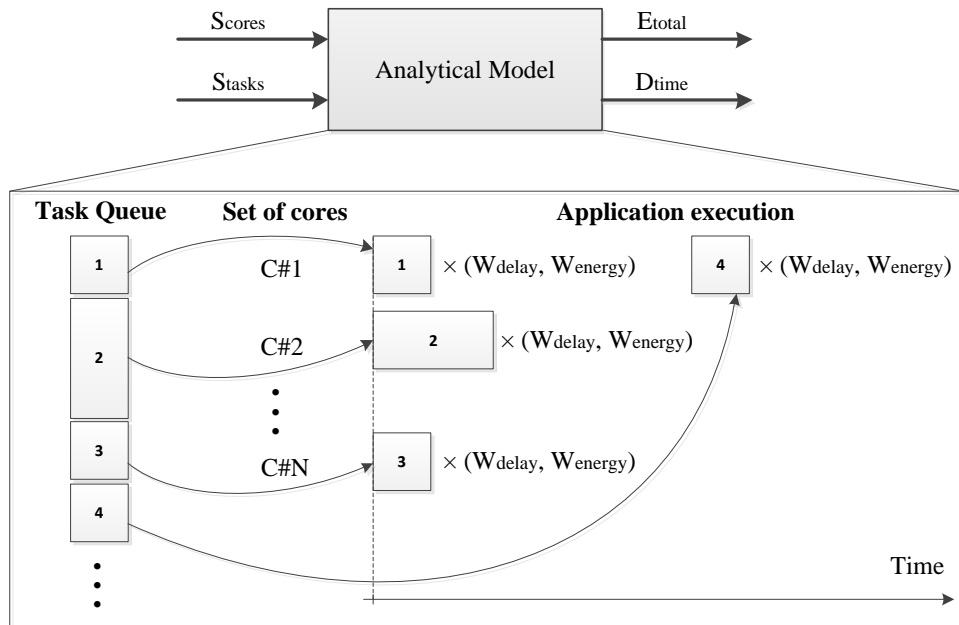 Scores
Etotal
Analytical Model
Stasks
Dtime
Task Queue
Set of cores
Application execution
1
C#1
1 × (Wdelay, Wenergy)
4 × (Wdelay, Wenergy)
2
C#2
2 × (Wdelay, Wenergy)
3
C#N
3 × (Wdelay, Wenergy)
4
Time